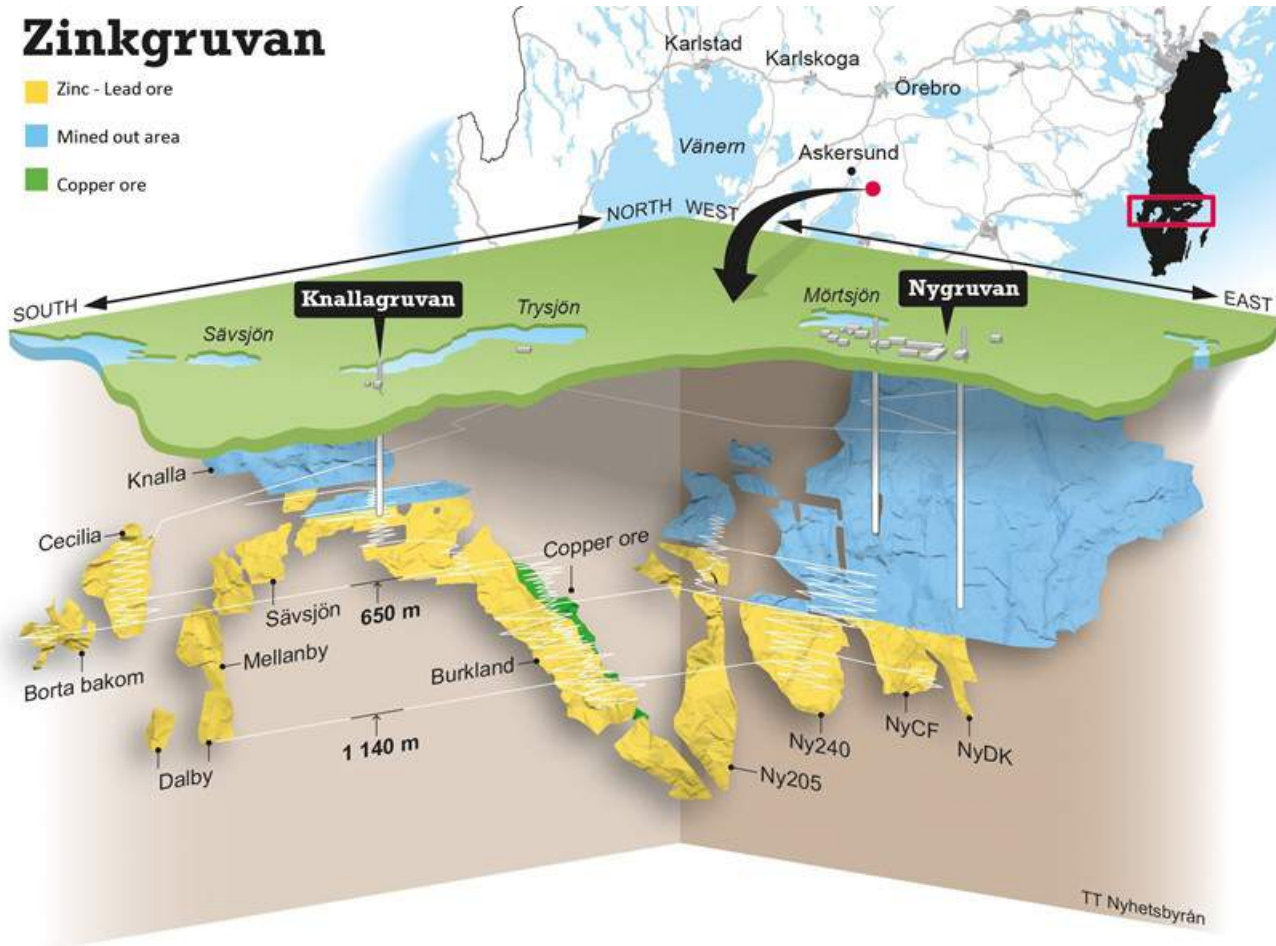 Zinkgruvan
Zinc - Lead ore
Mined out area
Copper ore
Karlstad
Karlskoga
Örebro
Vänern
Askersund
NORTH WEST
SOUTH
EAST
Knallagruvan
Nygruvan
Sävsjön
Trysjön
Mörtsjön
Knalla
Cecilia
Copper ore
Sävsjön
650 m
Mellanby
Borta bakom
Burkland
1 140 m
Dalby
Ny205
Ny240
NyCF
NyDK
TT Nyhetsbyrån